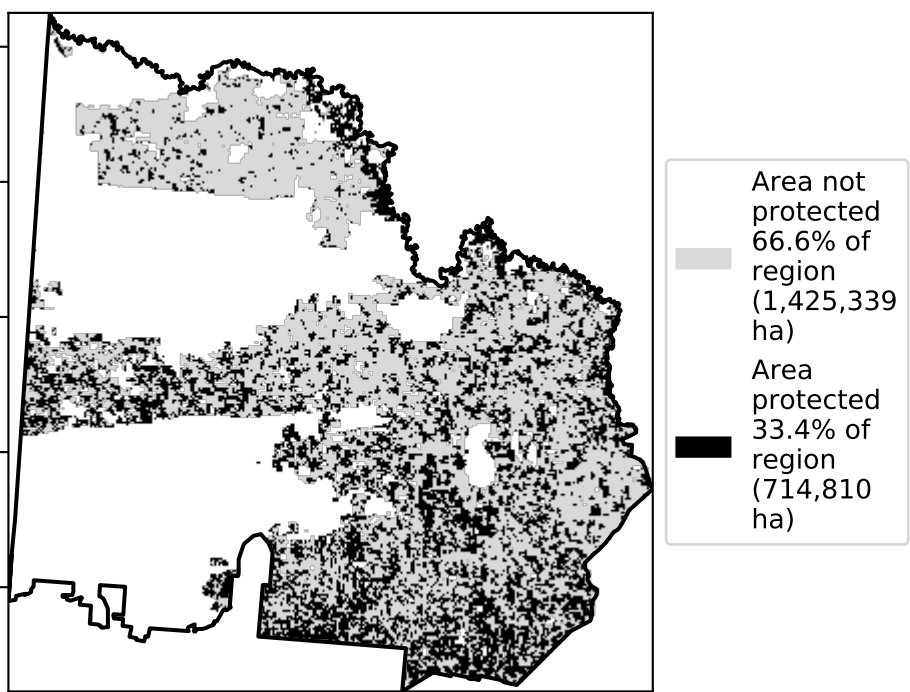 Area not
protected
66.6% of
region
(1,425,339
ha)
Area
protected
33.4% of
region
(714,810
ha)